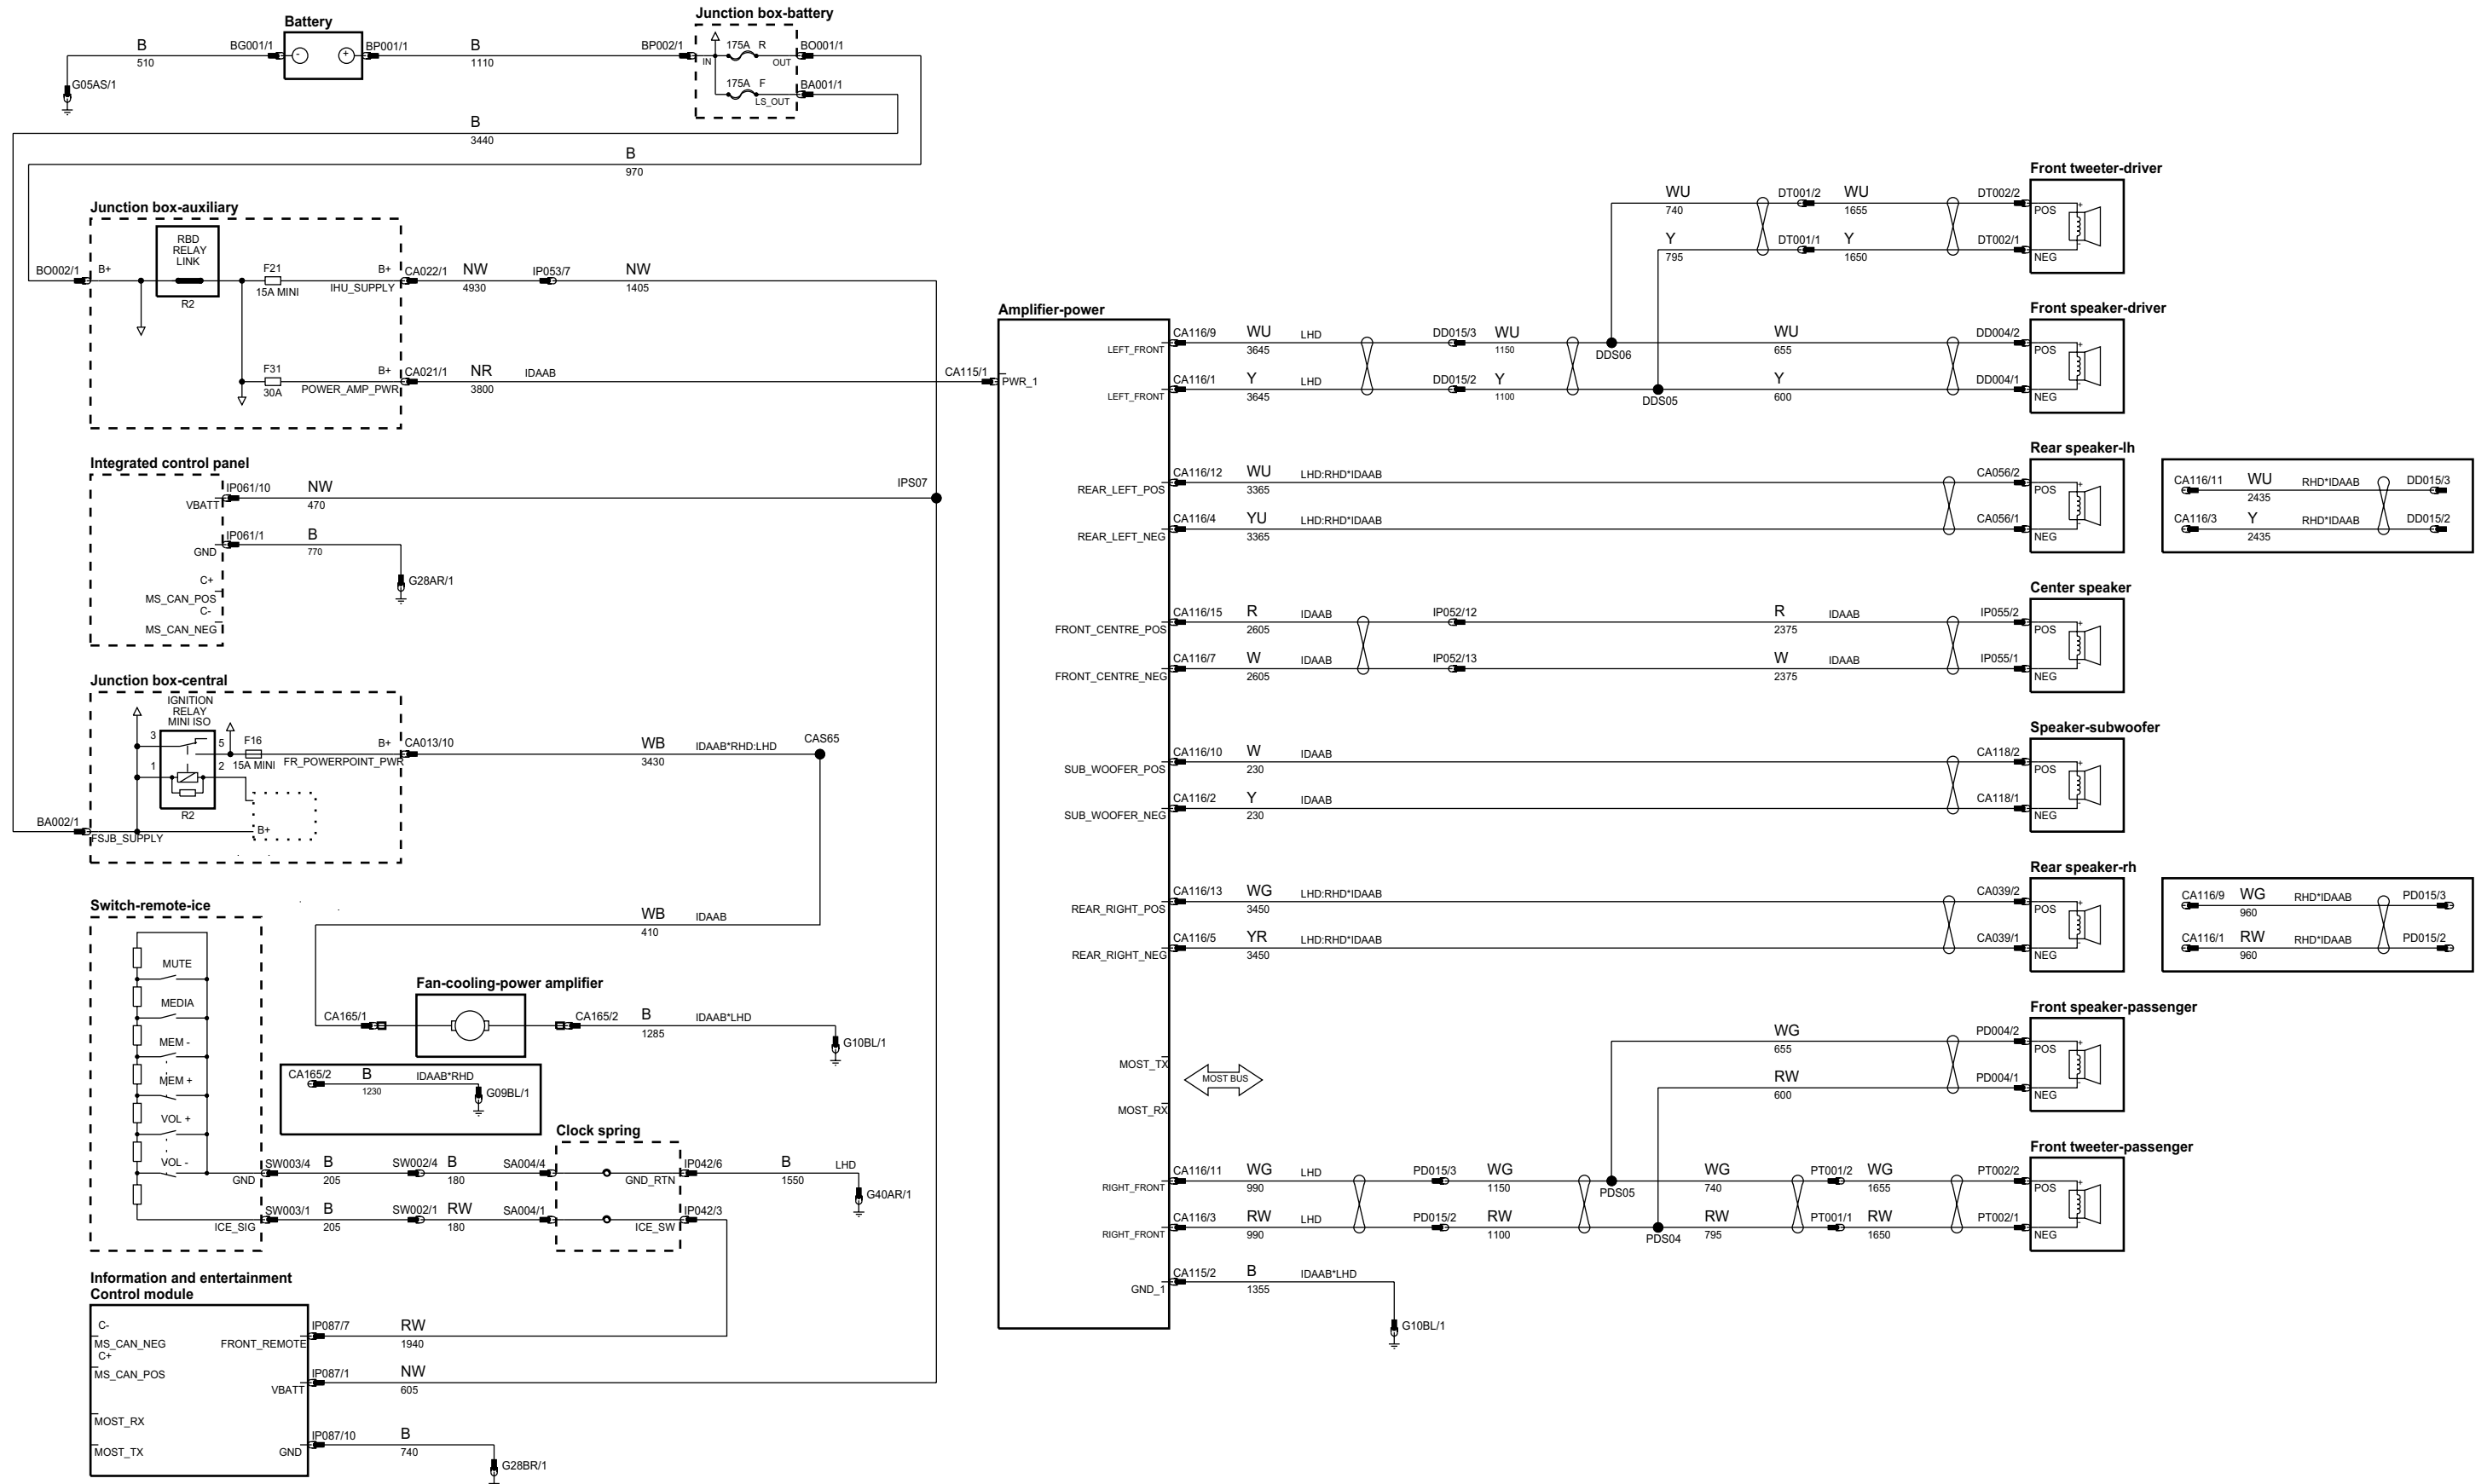 Battery
Junction box-battery
B
510
BG001/1
-
+
BP001/1
B
1110
BP002/1
IN
175A R
OUT
BO001/1
175A F
LS_OUT
BA001/1
G05AS/1
B
3440
B
970
Junction box-auxiliary
RBD
RELAY
LINK
R2
BO002/1
B+
F21
15A MINI
B+
IHU_SUPPLY
CA022/1
NW
4930
IP053/7
NW
1405
F31
30A
B+
POWER_AMP_PWR
CA021/1
NR
3800
IDAAB
CA115/1
Integrated control panel
VBATT
IP061/10
NW
470
IPS07
GND
IP061/1
B
770
G28AR/1
C+
MS_CAN_POS
C-
MS_CAN_NEG
Junction box-central
IGNITION
RELAY
MINI ISO
3
5
1
2
R2
F16
15A MINI
B+
FR_POWERPOINT_PWR
CA013/10
WB
3430
IDAAB*RHD:LHD
CAS65
BA002/1
FSJB_SUPPLY
B+
Switch-remote-ice
MUTE
MEDIA
MEM -
MEM +
VOL +
VOL -
GND
ICE_SIG
WB
410
IDAAB
Fan-cooling-power amplifier
CA165/1
CA165/2
B
1285
IDAAB*LHD
G10BL/1
CA165/2
B
1230
IDAAB*RHD
G09BL/1
Clock spring
SW003/4
B
205
SW002/4
B
180
SA004/4
GND_RTN
IP042/6
B
1550
LHD
G40AR/1
SW003/1
B
205
SW002/1
RW
180
SA004/1
ICE_SW
IP042/3
Information and entertainment
Control module
C-
MS_CAN_NEG
C+
MS_CAN_POS
MOST_RX
MOST_TX
FRONT_REMOTE
IP087/7
RW
1940
VBATT
IP087/1
NW
605
GND
IP087/10
B
740
G28BR/1
Amplifier-power
PWR_1
LEFT_FRONT
CA116/9
WU
3645
LHD
DD015/3
WU
1150
DDS06
WU
655
DD004/2
LEFT_FRONT
CA116/1
Y
3645
LHD
DD015/2
Y
1100
DDS05
Y
600
DD004/1
WU
740
DT001/2
WU
1655
DT002/2
Y
795
DT001/1
Y
1650
DT002/1
Front tweeter-driver
POS
+
-
NEG
Front speaker-driver
POS
+
-
NEG
REAR_LEFT_POS
CA116/12
WU
3365
LHD:RHD*IDAAB
CA056/2
REAR_LEFT_NEG
CA116/4
YU
3365
LHD:RHD*IDAAB
CA056/1
Rear speaker-lh
POS
+
-
NEG
CA116/11
WU
2435
RHD*IDAAB
DD015/3
CA116/3
Y
2435
RHD*IDAAB
DD015/2
FRONT_CENTRE_POS
CA116/15
R
2605
IDAAB
IP052/12
R
2375
IDAAB
IP055/2
FRONT_CENTRE_NEG
CA116/7
W
2605
IDAAB
IP052/13
W
2375
IDAAB
IP055/1
Center speaker
POS
+
-
NEG
SUB_WOOFER_POS
CA116/10
W
230
IDAAB
CA118/2
SUB_WOOFER_NEG
CA116/2
Y
230
IDAAB
CA118/1
Speaker-subwoofer
POS
+
-
NEG
REAR_RIGHT_POS
CA116/13
WG
3450
LHD:RHD*IDAAB
CA039/2
REAR_RIGHT_NEG
CA116/5
YR
3450
LHD:RHD*IDAAB
CA039/1
Rear speaker-rh
POS
+
-
NEG
CA116/9
WG
960
RHD*IDAAB
PD015/3
CA116/1
RW
960
RHD*IDAAB
PD015/2
MOST_TX
MOST BUS
MOST_RX
WG
655
PD004/2
RW
600
PD004/1
Front speaker-passenger
POS
+
-
NEG
RIGHT_FRONT
CA116/11
WG
990
LHD
PD015/3
WG
1150
PDS05
WG
740
PT001/2
WG
1655
PT002/2
RIGHT_FRONT
CA116/3
RW
990
LHD
PD015/2
RW
1100
PDS04
RW
795
PT001/1
RW
1650
PT002/1
Front tweeter-passenger
POS
+
-
NEG
GND_1
CA115/2
B
1355
IDAAB*LHD
G10BL/1